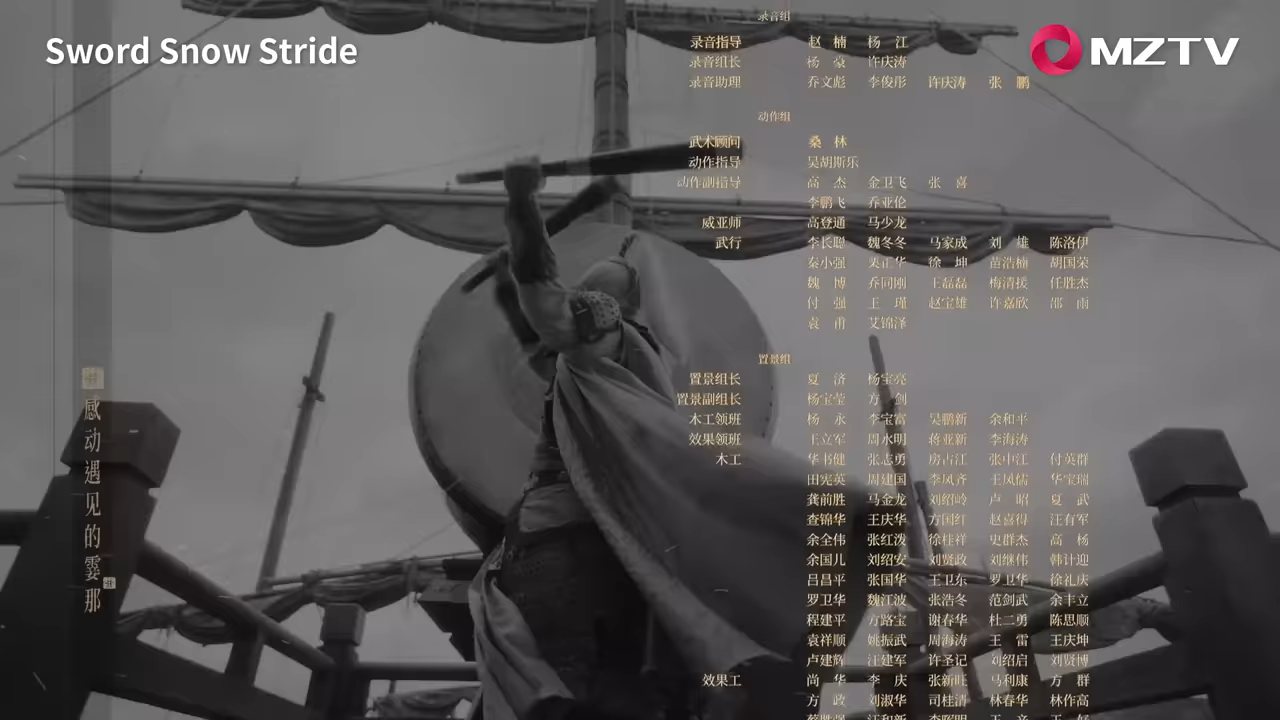 Sword Snow Stride
MZTV
录音组
录音指导 赵楠 杨江
录音组长 杨豪 许庆涛
录音助理 乔文彪 李俊彤 许庆涛 张鹏
动作组
武术顾问 桑林
动作指导 吴胡斯乐
动作副指导 高杰 金卫飞 张喜
李鹏飞 乔亚伦
威亚师 高登通 马少龙
武行 李长聪 魏冬冬 马家成 刘雄 陈洛伊
秦小强 吴正华 徐坤 苗浩楠 胡国荣
魏博 乔同刚 王磊磊 梅清援 任胜杰
付强 王瑾 赵宝雄 许嘉欣 邵雨
袁甫 艾锦泽
置景组
置景组长 夏济 杨宝亮
置景副组长 杨宝莹 方剑
木工领班 杨永 李宝富 吴鹏新 余和平
效果领班 王立军 周水明 蒋亚新 李海涛
木工 华书健 张志勇 房占江 张中江 付英群
田宪英 周建国 李凤齐 王凤儒 华宝瑞
龚前胜 马金龙 刘绍岭 卢昭 夏武
查锦华 王庆华 方国红 赵喜得 汪有军
余全伟 张红泼 徐桂祥 史群杰 高杨
余国儿 刘绍安 刘贤政 刘继伟 韩计迎
吕昌平 张国华 王卫东 罗卫华 徐礼庆
罗卫华 魏江波 张浩冬 范剑武 余丰立
程建平 方路宝 谢春华 杜二勇 陈思顺
袁祥顺 姚振武 周海涛 王雷 王庆坤
卢建辉 汪建军 许圣记 刘绍启 刘贤博
效果工 尚华 李庆 张新旺 马利康 方群
方政 刘淑华 司桂清 林春华 林作高
感动遇见的霎那